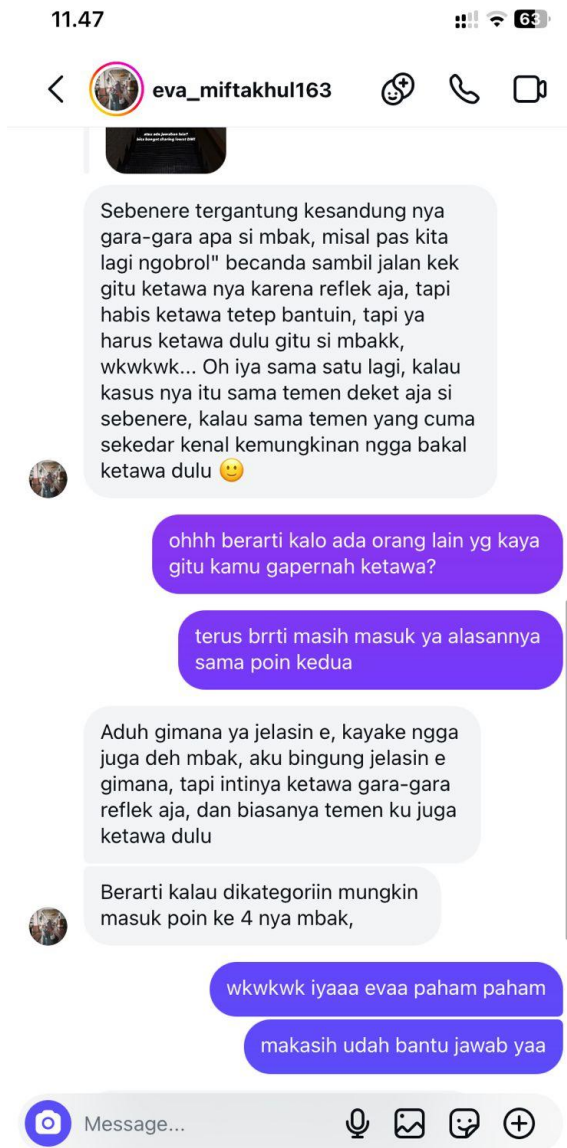 11.47
63
eva_miftakhul163
Sebenere tergantung kesandung nya
gara-gara apa si mbak, misal pas kita
lagi ngobrol" becanda sambil jalan kek
gitu ketawa nya karena reflek aja, tapi
habis ketawa tetep bantuin, tapi ya
harus ketawa dulu gitu si mbakk,
wkwkwk... Oh iya sama satu lagi, kalau
kasus nya itu sama temen deket aja si
sebenere, kalau sama temen yang cuma
sekedar kenal kemungkinan ngga bakal
ketawa dulu 🙂
ohhh berarti kalo ada orang lain yg kaya
gitu kamu gapernah ketawa?
terus brrti masih masuk ya alasannya
sama poin kedua
Aduh gimana ya jelasin e, kayake ngga
juga deh mbak, aku bingung jelasin e
gimana, tapi intinya ketawa gara-gara
reflek aja, dan biasanya temen ku juga
ketawa dulu
Berarti kalau dikategoriin mungkin
masuk poin ke 4 nya mbak,
wkwkwk iyaaa evaa paham paham
makasih udah bantu jawab yaa
Message...